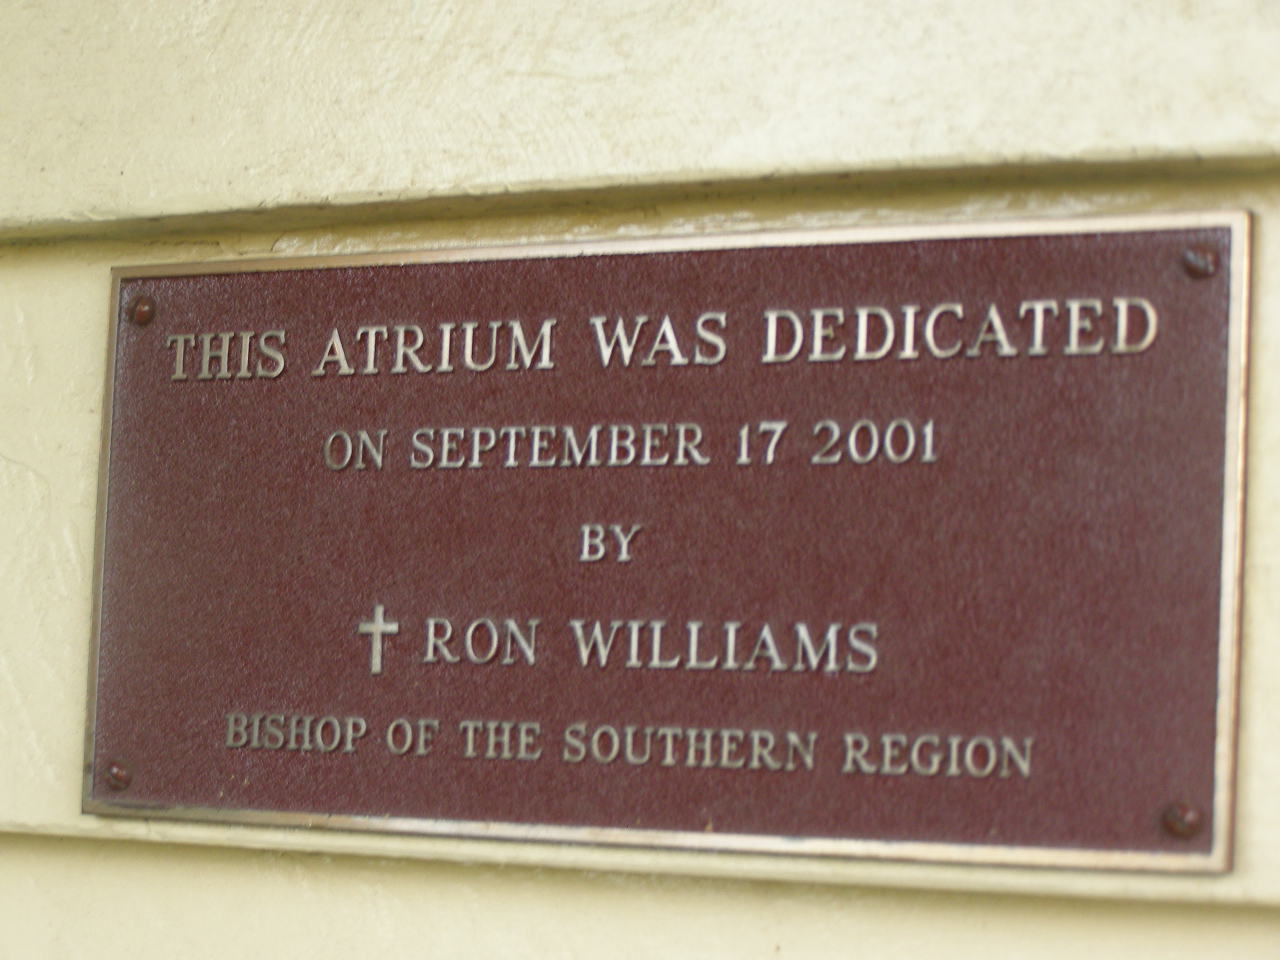 THIS ATRIUM WAS DEDICATED
ON SEPTEMBER 17 2001
BY
✝ RON WILLIAMS
BISHOP OF THE SOUTHERN REGION